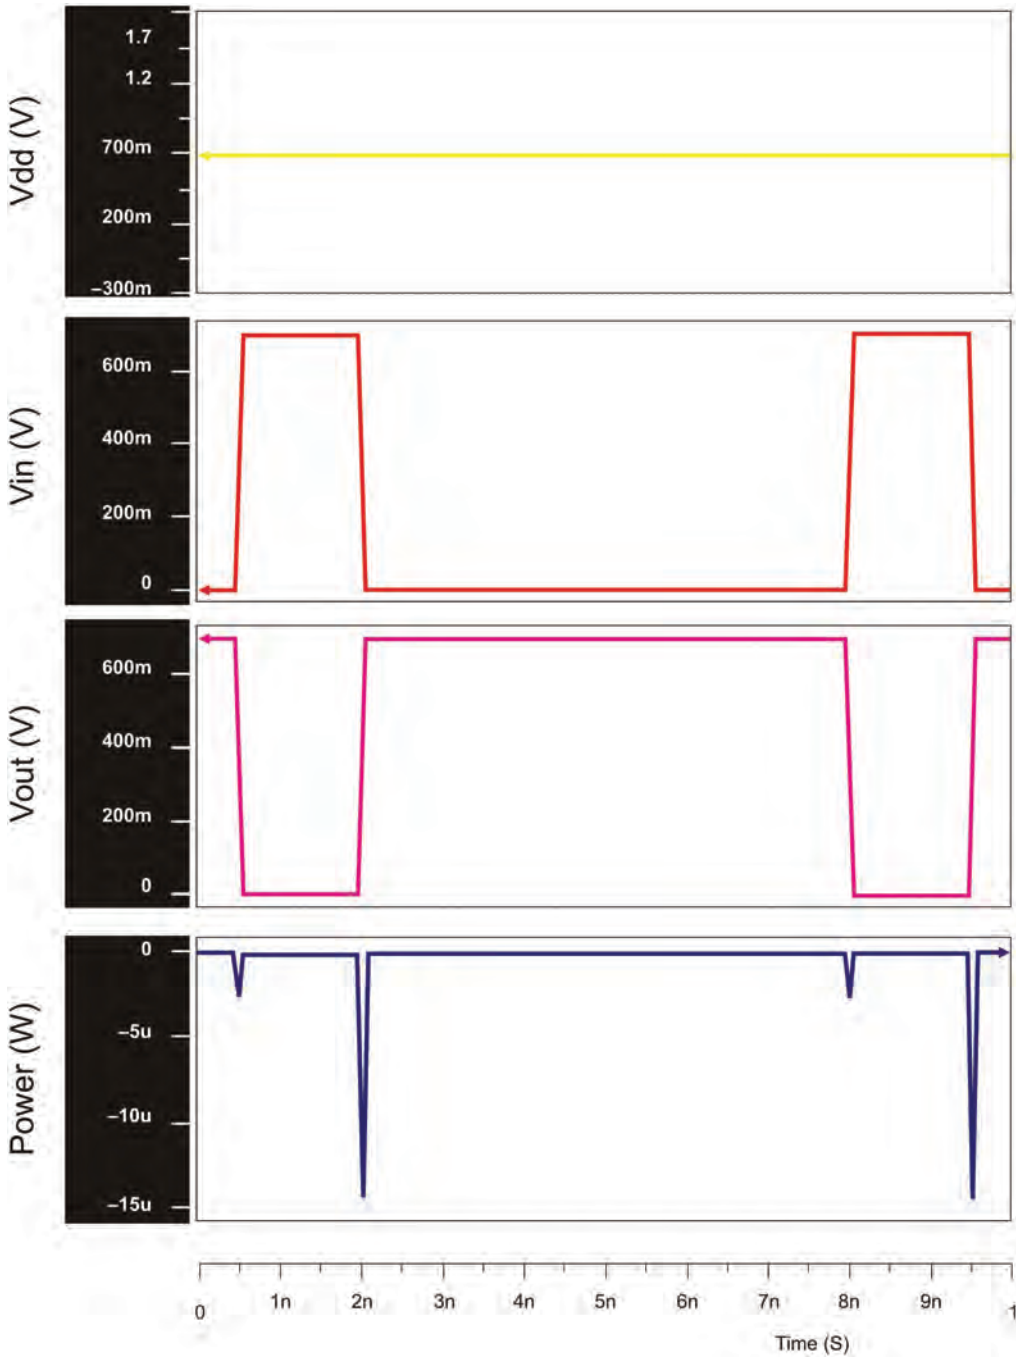 Vdd (V)
1.7
1.2
700m
200m
–300m
Vin (V)
600m
400m
200m
0
Vout (V)
600m
400m
200m
0
Power (W)
0
–5u
–10u
–15u
0 1n 2n 3n 4n 5n 6n 7n 8n 9n 1
Time (S)